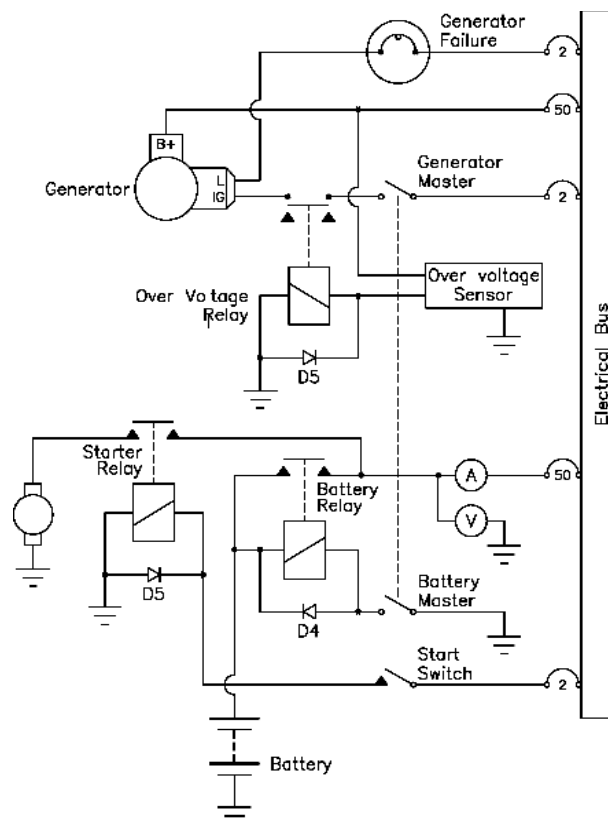 Generator
Failure
2
50
B+
L
IG
Generator
Generator
Master
2
Over voltage
Sensor
Over Voltage
Relay
D5
Electrical Bus
Starter
Relay
Battery
Relay
A
50
V
D5
D4
Battery
Master
Start
Switch
2
Battery